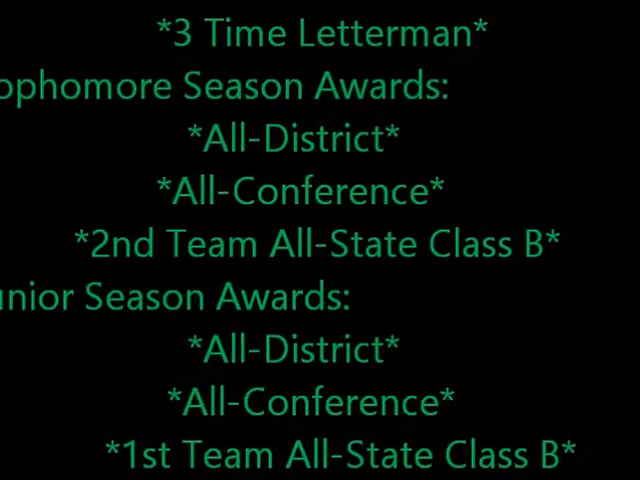 *3 Time Letterman*
ophomore Season Awards:
*All-District*
*All-Conference*
*2nd Team All-State Class B*
unior Season Awards:
*All-District*
*All-Conference*
*1st Team All-State Class B*